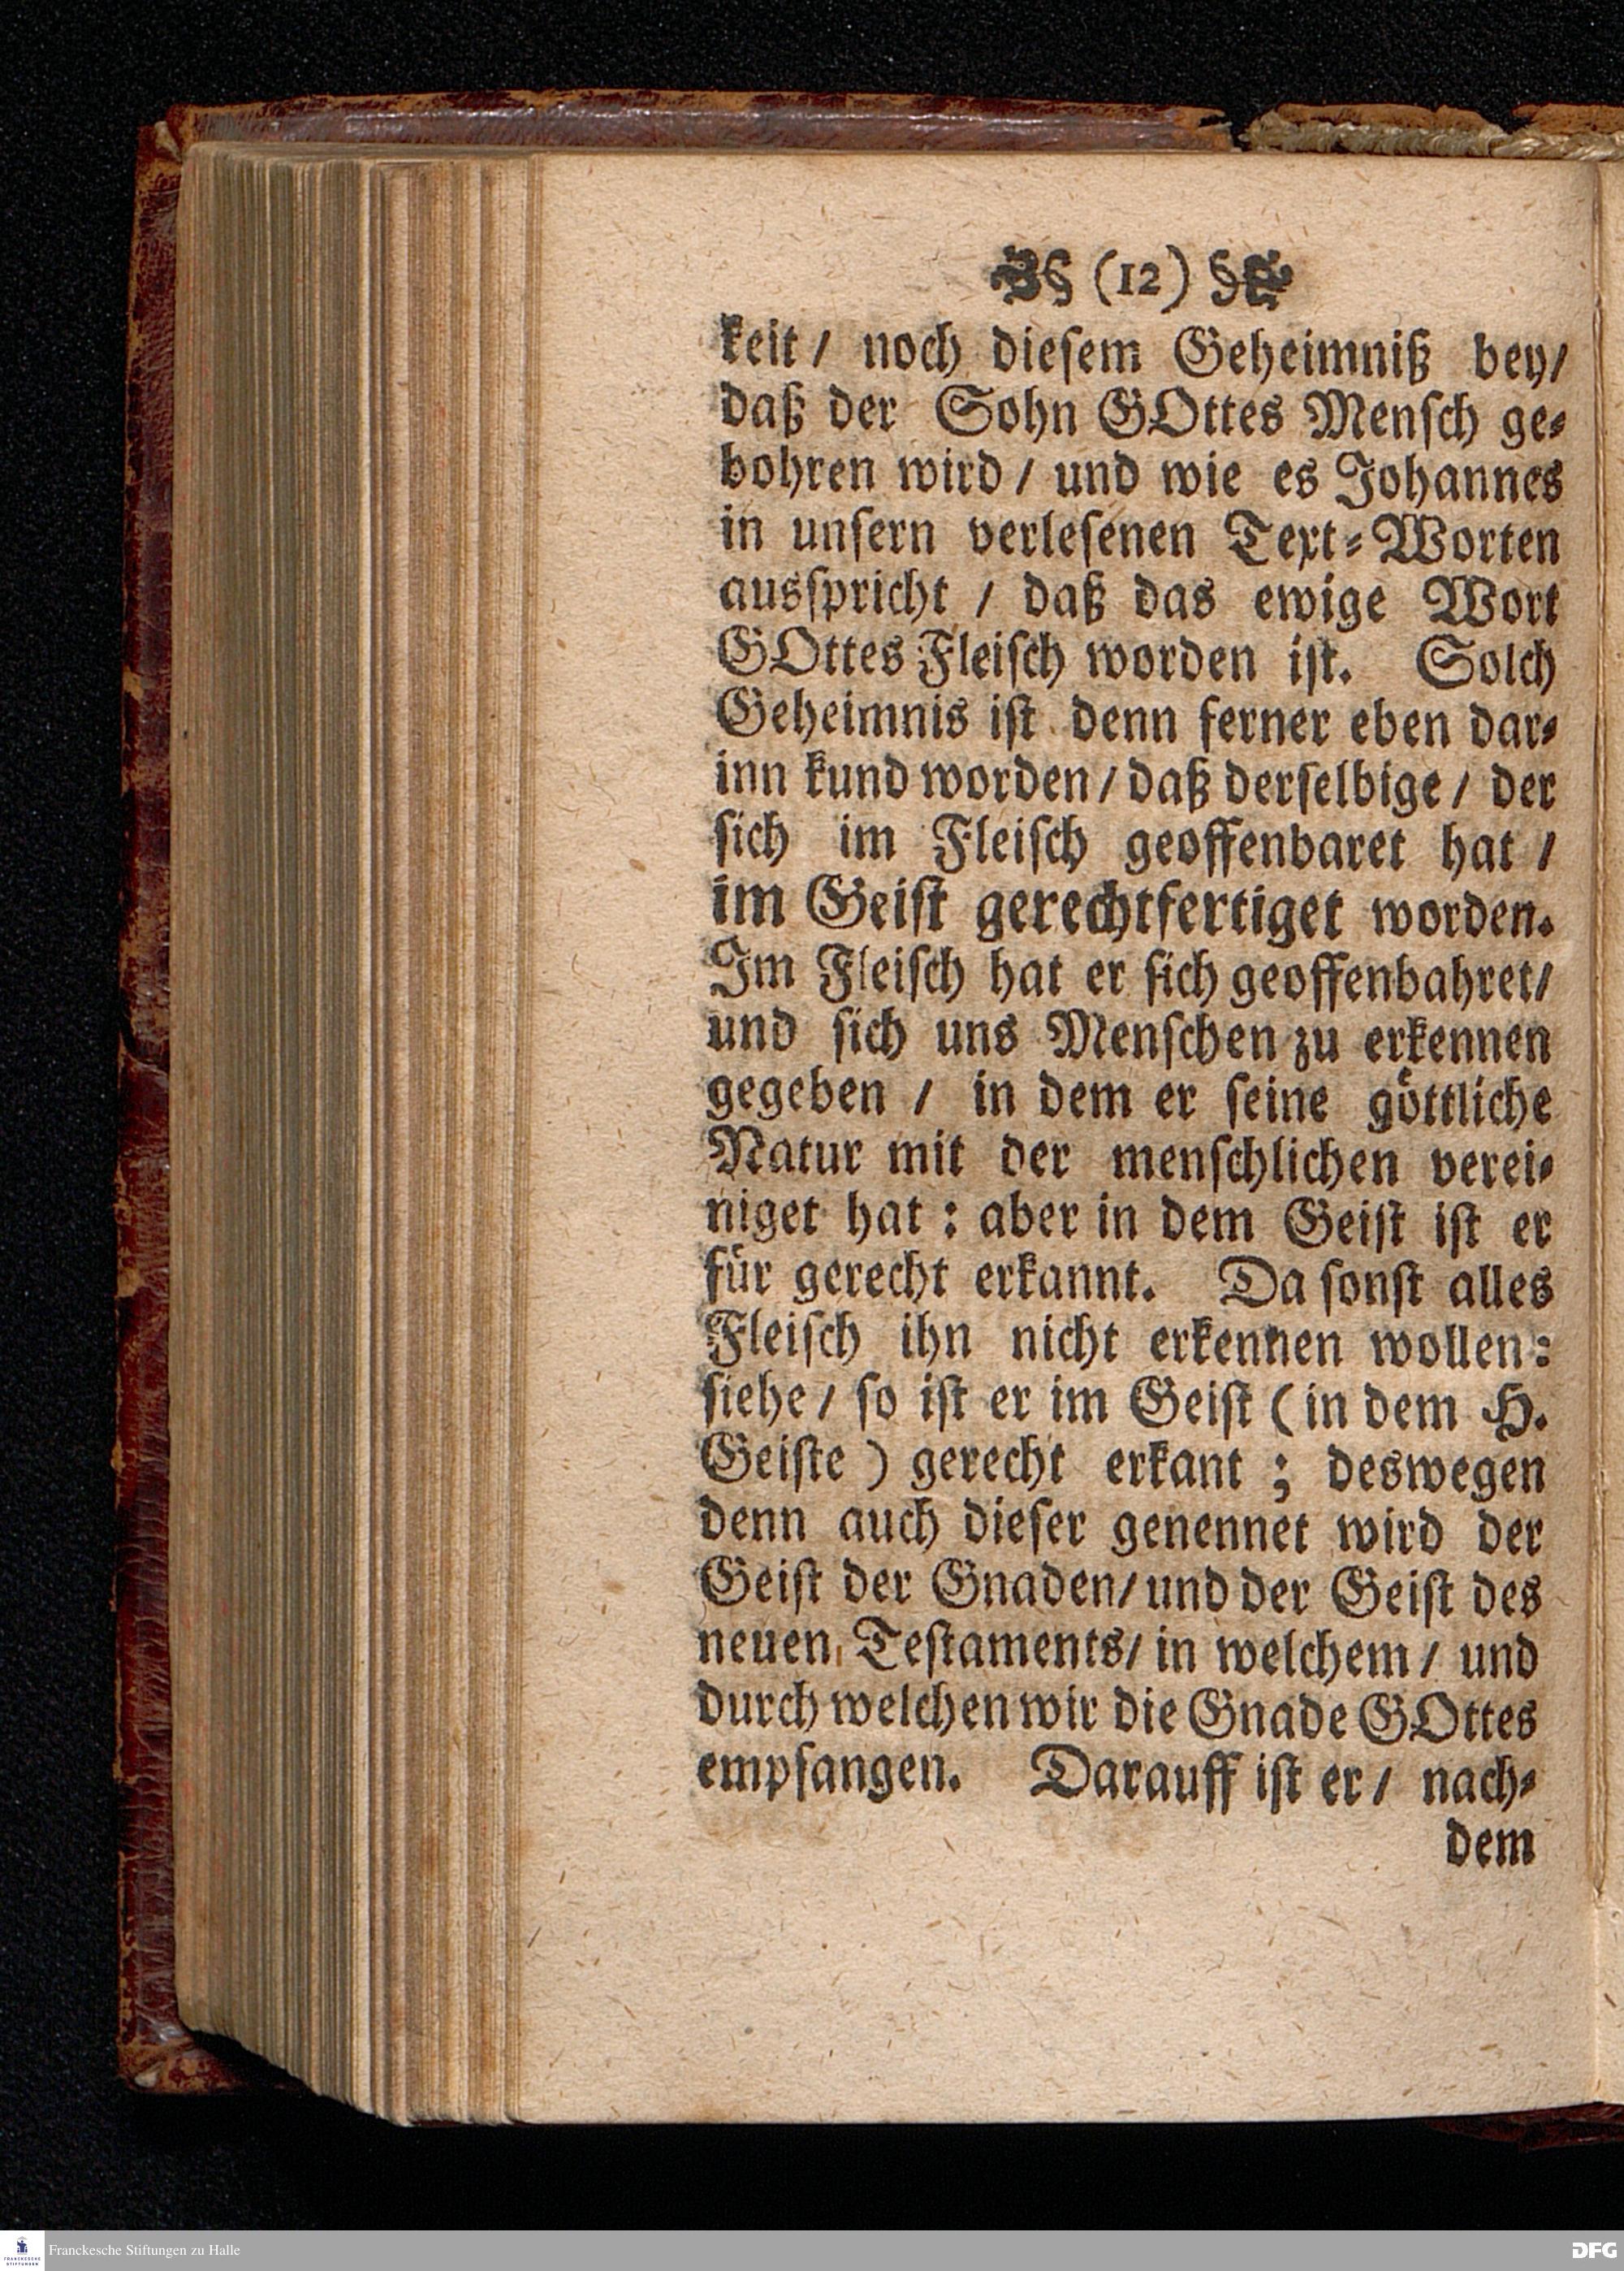 § (12) §
keit / noch diesem Geheimniß bey/
daß der Sohn GOttes Mensch ge-
bohren wird / und wie es Johannes
in unsern verlesenen Text-Worten
ausspricht / daß das ewige Wort
GOttes Fleisch worden ist. Solch
Geheimnis ist denn ferner eben dar-
inn kund worden / daß derselbige / der
sich im Fleisch geoffenbaret hat /
im Geist gerechtfertiget worden.
Im Fleisch hat er sich geoffenbahret/
und sich uns Menschen zu erkennen
gegeben / in dem er seine göttliche
Natur mit der menschlichen verei-
niget hat : aber in dem Geist ist er
für gerecht erkannt. Da sonst alles
Fleisch ihn nicht erkennen wollen :
siehe / so ist er im Geist ( in dem H.
Geiste ) gerecht erkant ; deswegen
denn auch dieser genennet wird der
Geist der Gnaden/ und der Geist des
neuen Testaments/ in welchem / und
durch welchen wir die Gnade GOttes
empfangen. Darauff ist er / nach-
dem
FRANCKESCHE STIFTUNGEN
Franckesche Stiftungen zu Halle
DFG